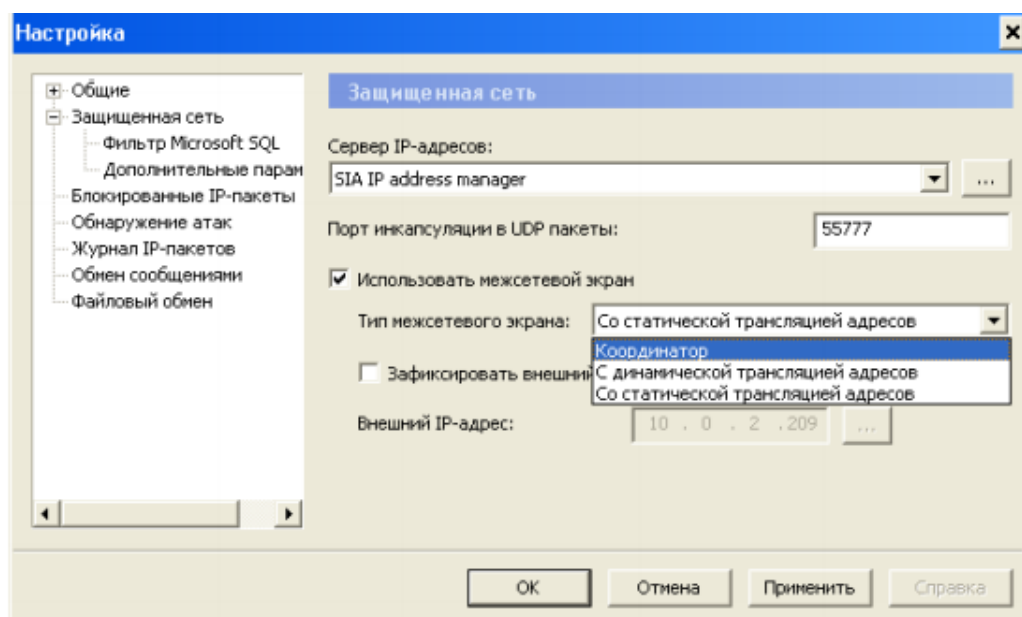 Настройка
Общие
Защищенная сеть
Фильтр Microsoft SQL
Дополнительные парам
Блокированные IP-пакеты
Обнаружение атак
Журнал IP-пакетов
Обмен сообщениями
Файловый обмен
Защищенная сеть
Сервер IP-адресов:
SIA IP address manager
...
Порт инкапсуляции в UDP пакеты:
55777
Использовать межсетевой экран
Тип межсетевого экрана:
Со статической трансляцией адресов
Координатор
С динамической трансляцией адресов
Со статической трансляцией адресов
Зафиксировать внешний
Внешний IP-адрес:
10 . 0 . 2 .209
...
ОК
Отмена
Применить
Справка